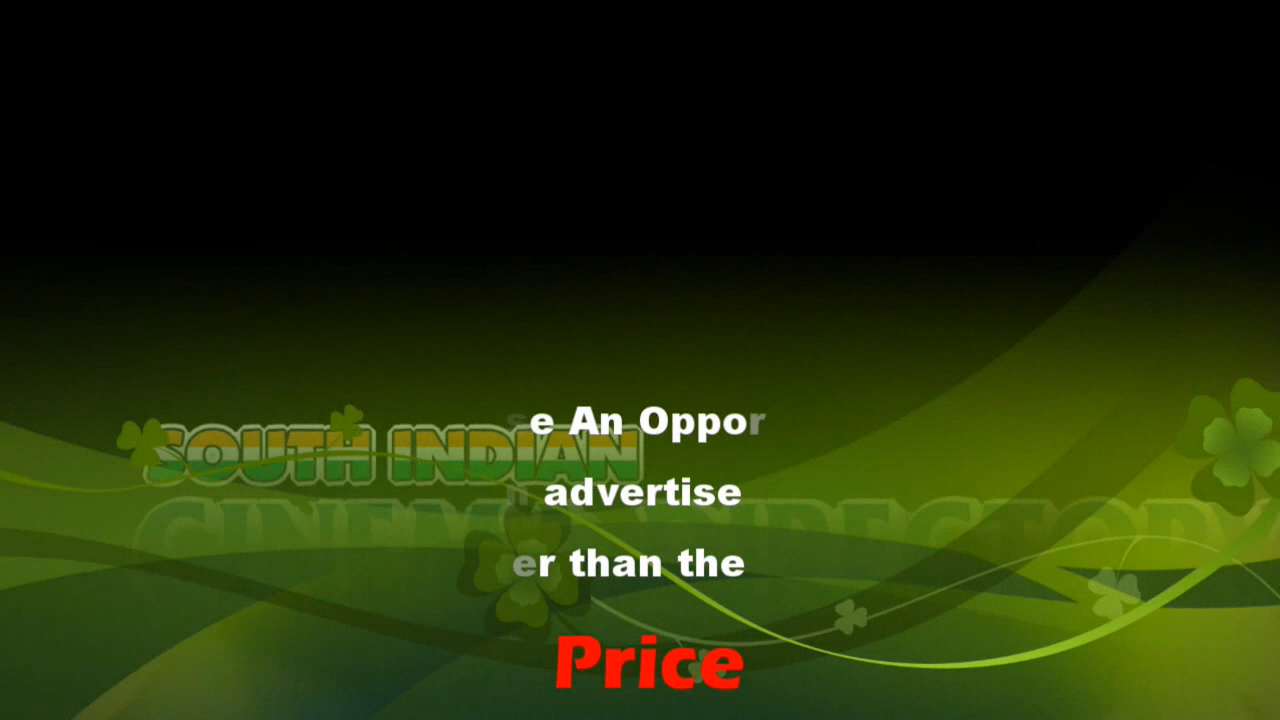 e An Oppor
SOUTH INDIAN
advertise
er than the
Price